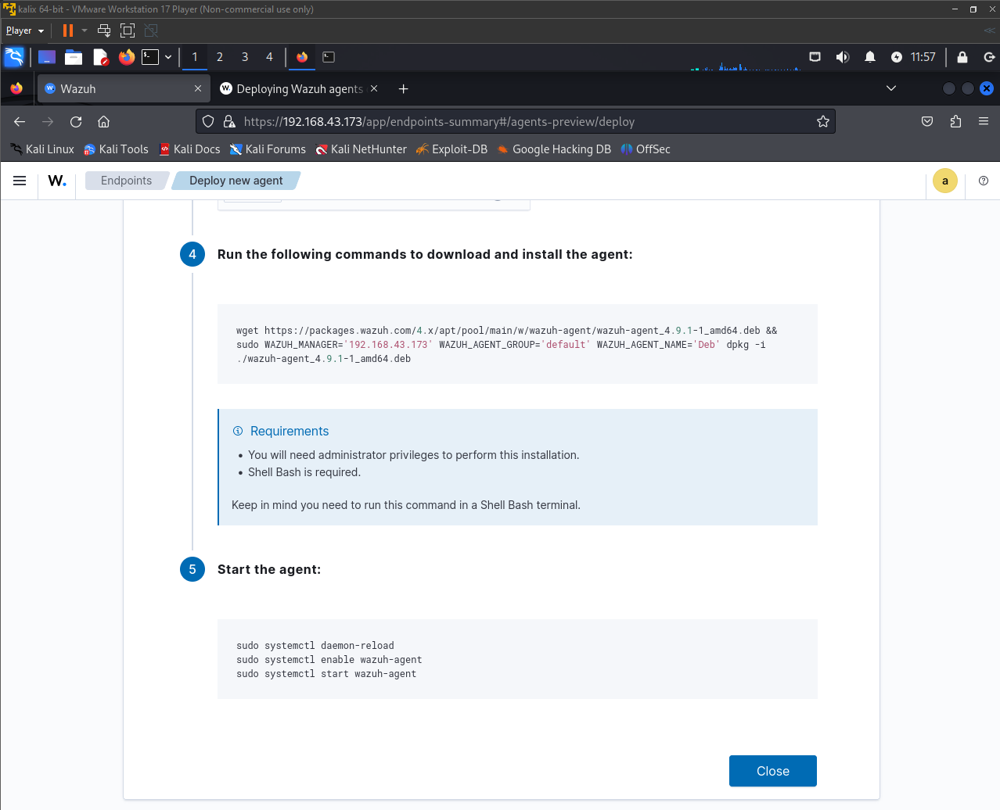 kalix 64-bit - VMware Workstation 17 Player (Non-commercial use only)
Player
1 2 3 4 11:57
Wazuh Deploying Wazuh agents
https://192.168.43.173/app/endpoints-summary#/agents-preview/deploy
Kali Linux Kali Tools Kali Docs Kali Forums Kali NetHunter Exploit-DB Google Hacking DB OffSec
W. Endpoints Deploy new agent a
4 Run the following commands to download and install the agent:
wget https://packages.wazuh.com/4.x/apt/pool/main/w/wazuh-agent/wazuh-agent_4.9.1-1_amd64.deb &&
sudo WAZUH_MANAGER='192.168.43.173' WAZUH_AGENT_GROUP='default' WAZUH_AGENT_NAME='Deb' dpkg -i
./wazuh-agent_4.9.1-1_amd64.deb
Requirements
• You will need administrator privileges to perform this installation.
• Shell Bash is required.
Keep in mind you need to run this command in a Shell Bash terminal.
5 Start the agent:
sudo systemctl daemon-reload
sudo systemctl enable wazuh-agent
sudo systemctl start wazuh-agent
Close